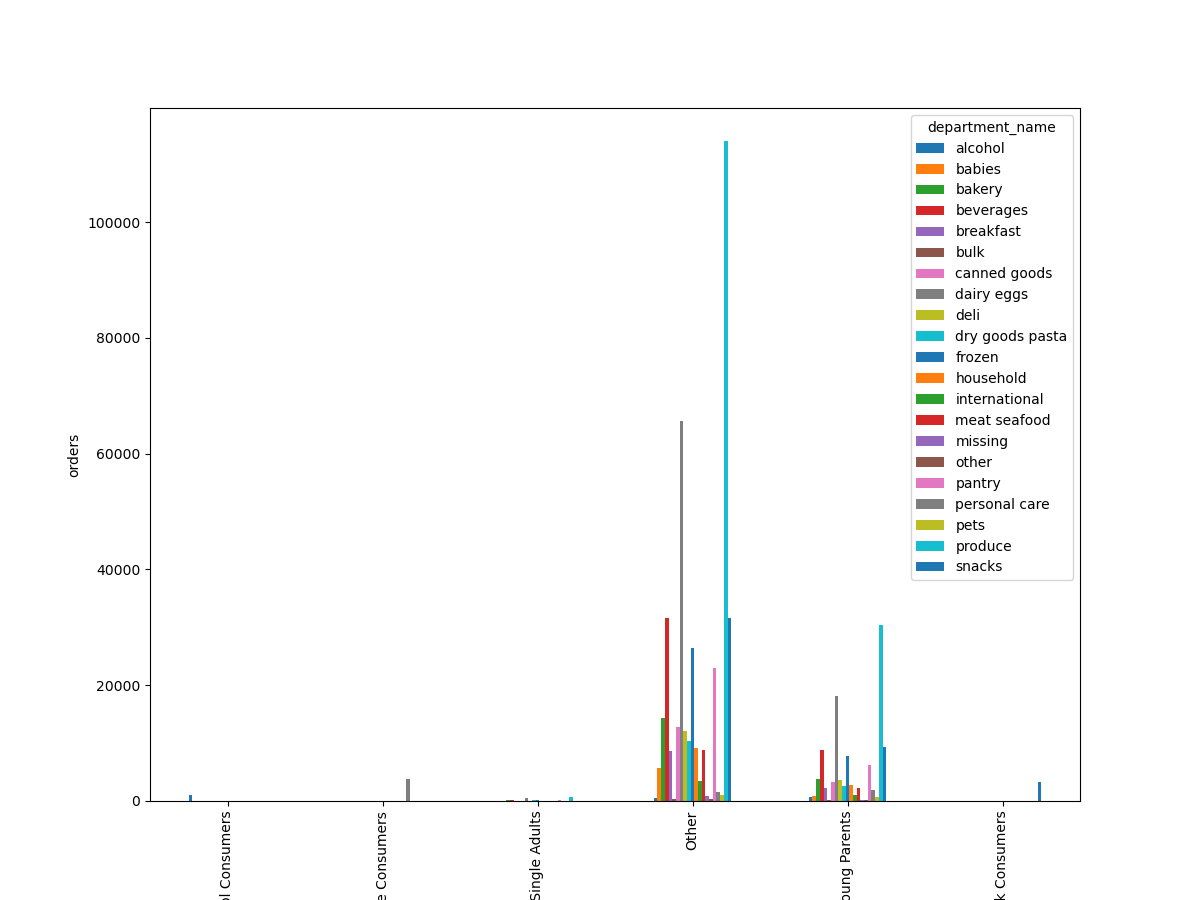 department_name
alcohol
babies
bakery
beverages
breakfast
bulk
canned goods
dairy eggs
deli
dry goods pasta
frozen
household
international
meat seafood
missing
other
pantry
personal care
pets
produce
snacks
100000
80000
60000
40000
20000
0
orders
ol Consumers
e Consumers
Single Adults
Other
oung Parents
k Consumers